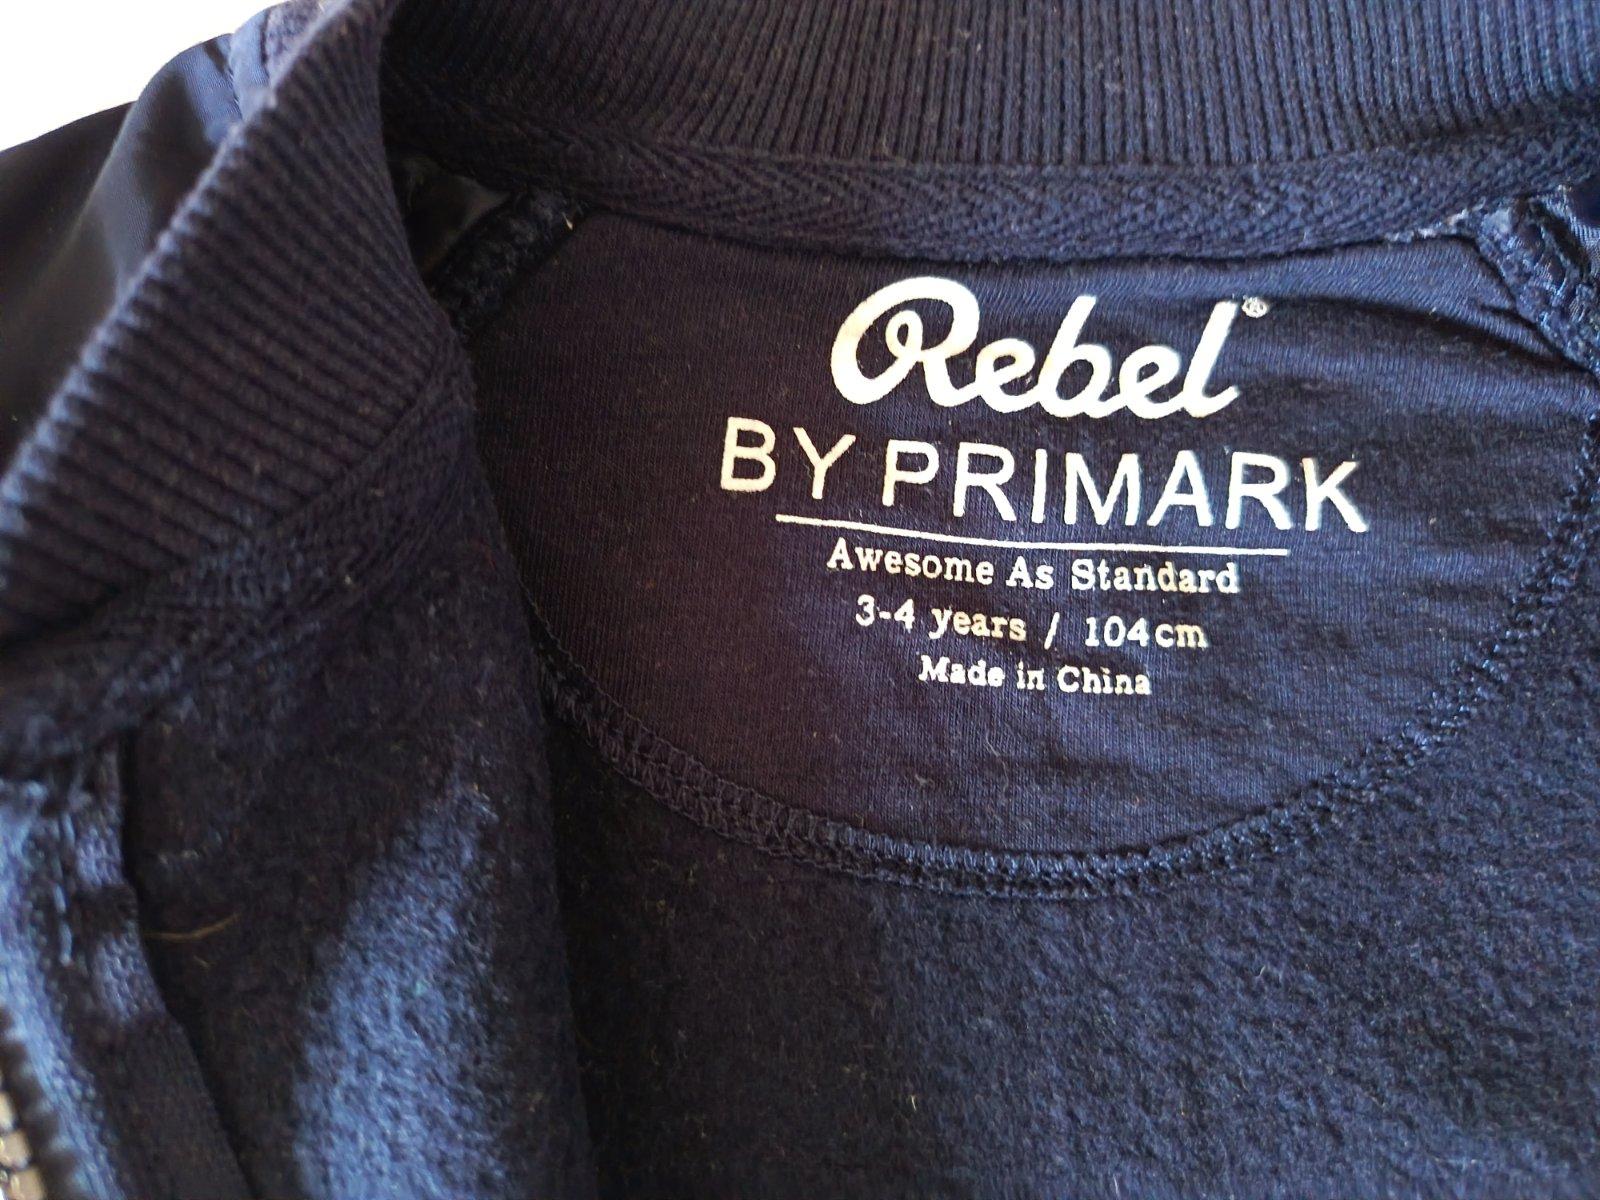 Rebel®
BY PRIMARK
Awesome As Standard
3-4 years / 104cm
Made in China